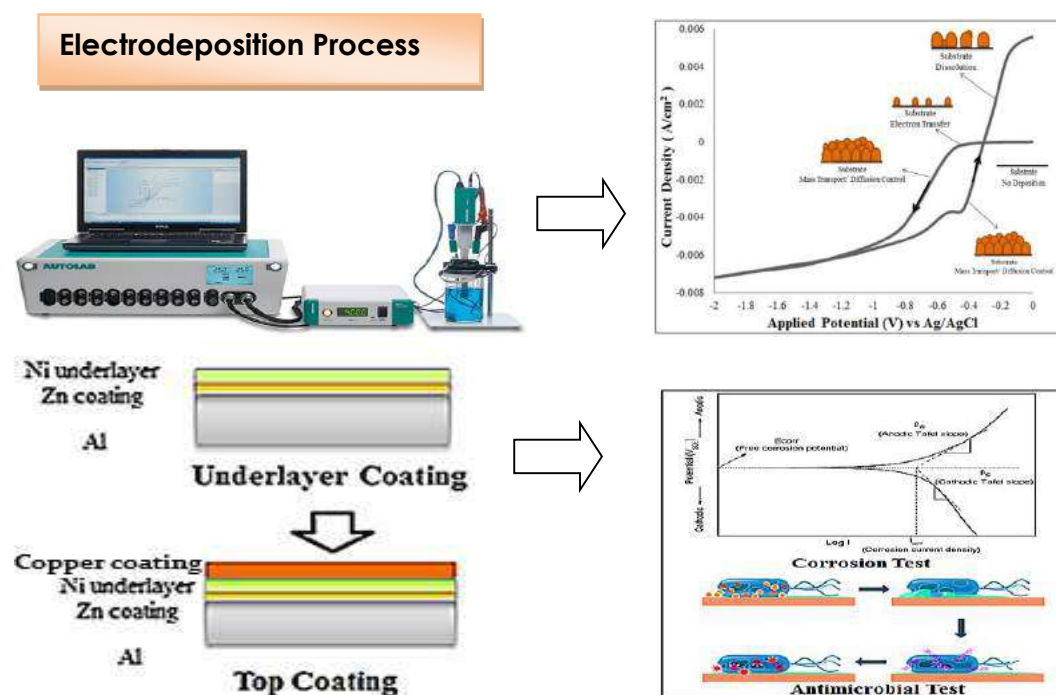 Electrodeposition Process
AUTOLAB
0.006
0.004
0.002
0
-0.002
-0.004
-0.006
-0.008
Current Density ( A/cm²)
Substrate
Dissolution
Substrate
Electron Transfer
Substrate
Mass Transport/ Diffusion Control
Substrate
No Deposition
Substrate
Mass Transport/ Diffusion Control
-2
-1.8
-1.6
-1.4
-1.2
-1
-0.8
-0.6
-0.4
-0.2
0
Applied Potential (V) vs Ag/AgCl
Ni underlayer
Zn coating
Al
Underlayer Coating
Copper coating
Ni underlayer
Zn coating
Al
Top Coating
Anodic
Potential
Cathodic
Ecorr
(Free corrosion potential)
(Anodic Tafel slope)
(Cathodic Tafel slope)
Log I
(Corrosion current density)
Corrosion Test
Antimicrobial Test